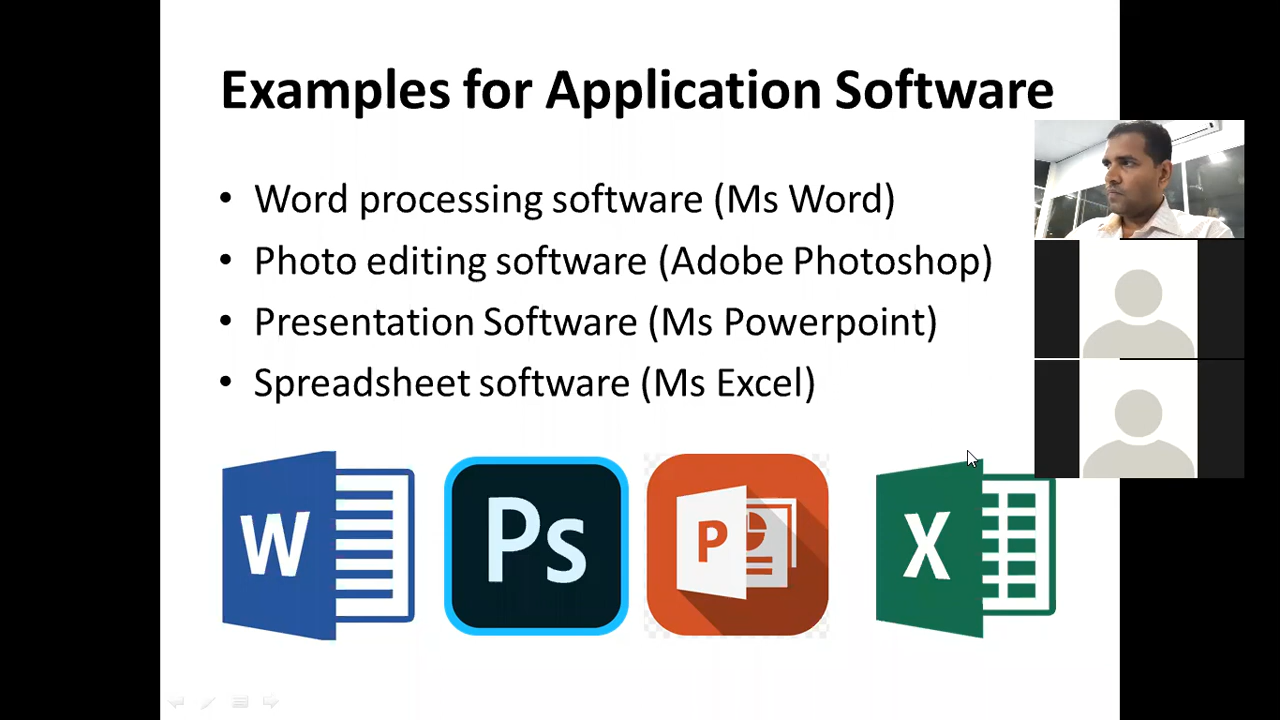 Examples for Application Software
• Word processing software (Ms Word)
• Photo editing software (Adobe Photoshop)
• Presentation Software (Ms Powerpoint)
• Spreadsheet software (Ms Excel)
W Ps P X